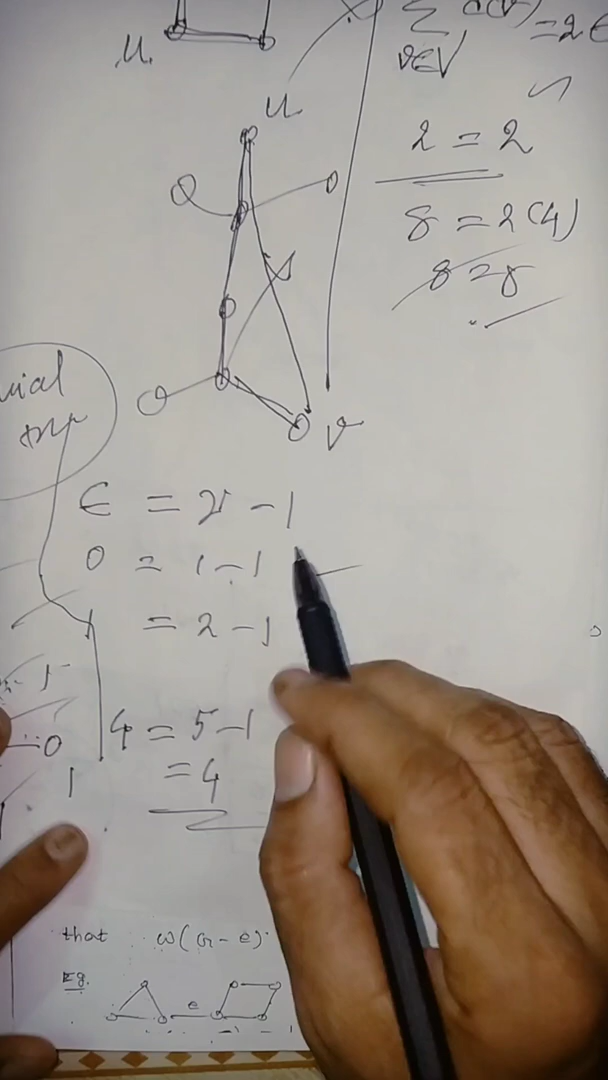 u
∑ d(v) = 2ϵ
v∈V
u
2 = 2
8 = 2(4)
8 = 8
v
ϵ = ν - 1
0 = 1 - 1
1 = 2 - 1
4 = 5 - 1
= 4
0
1
that ω(G-e)
Eg.
e